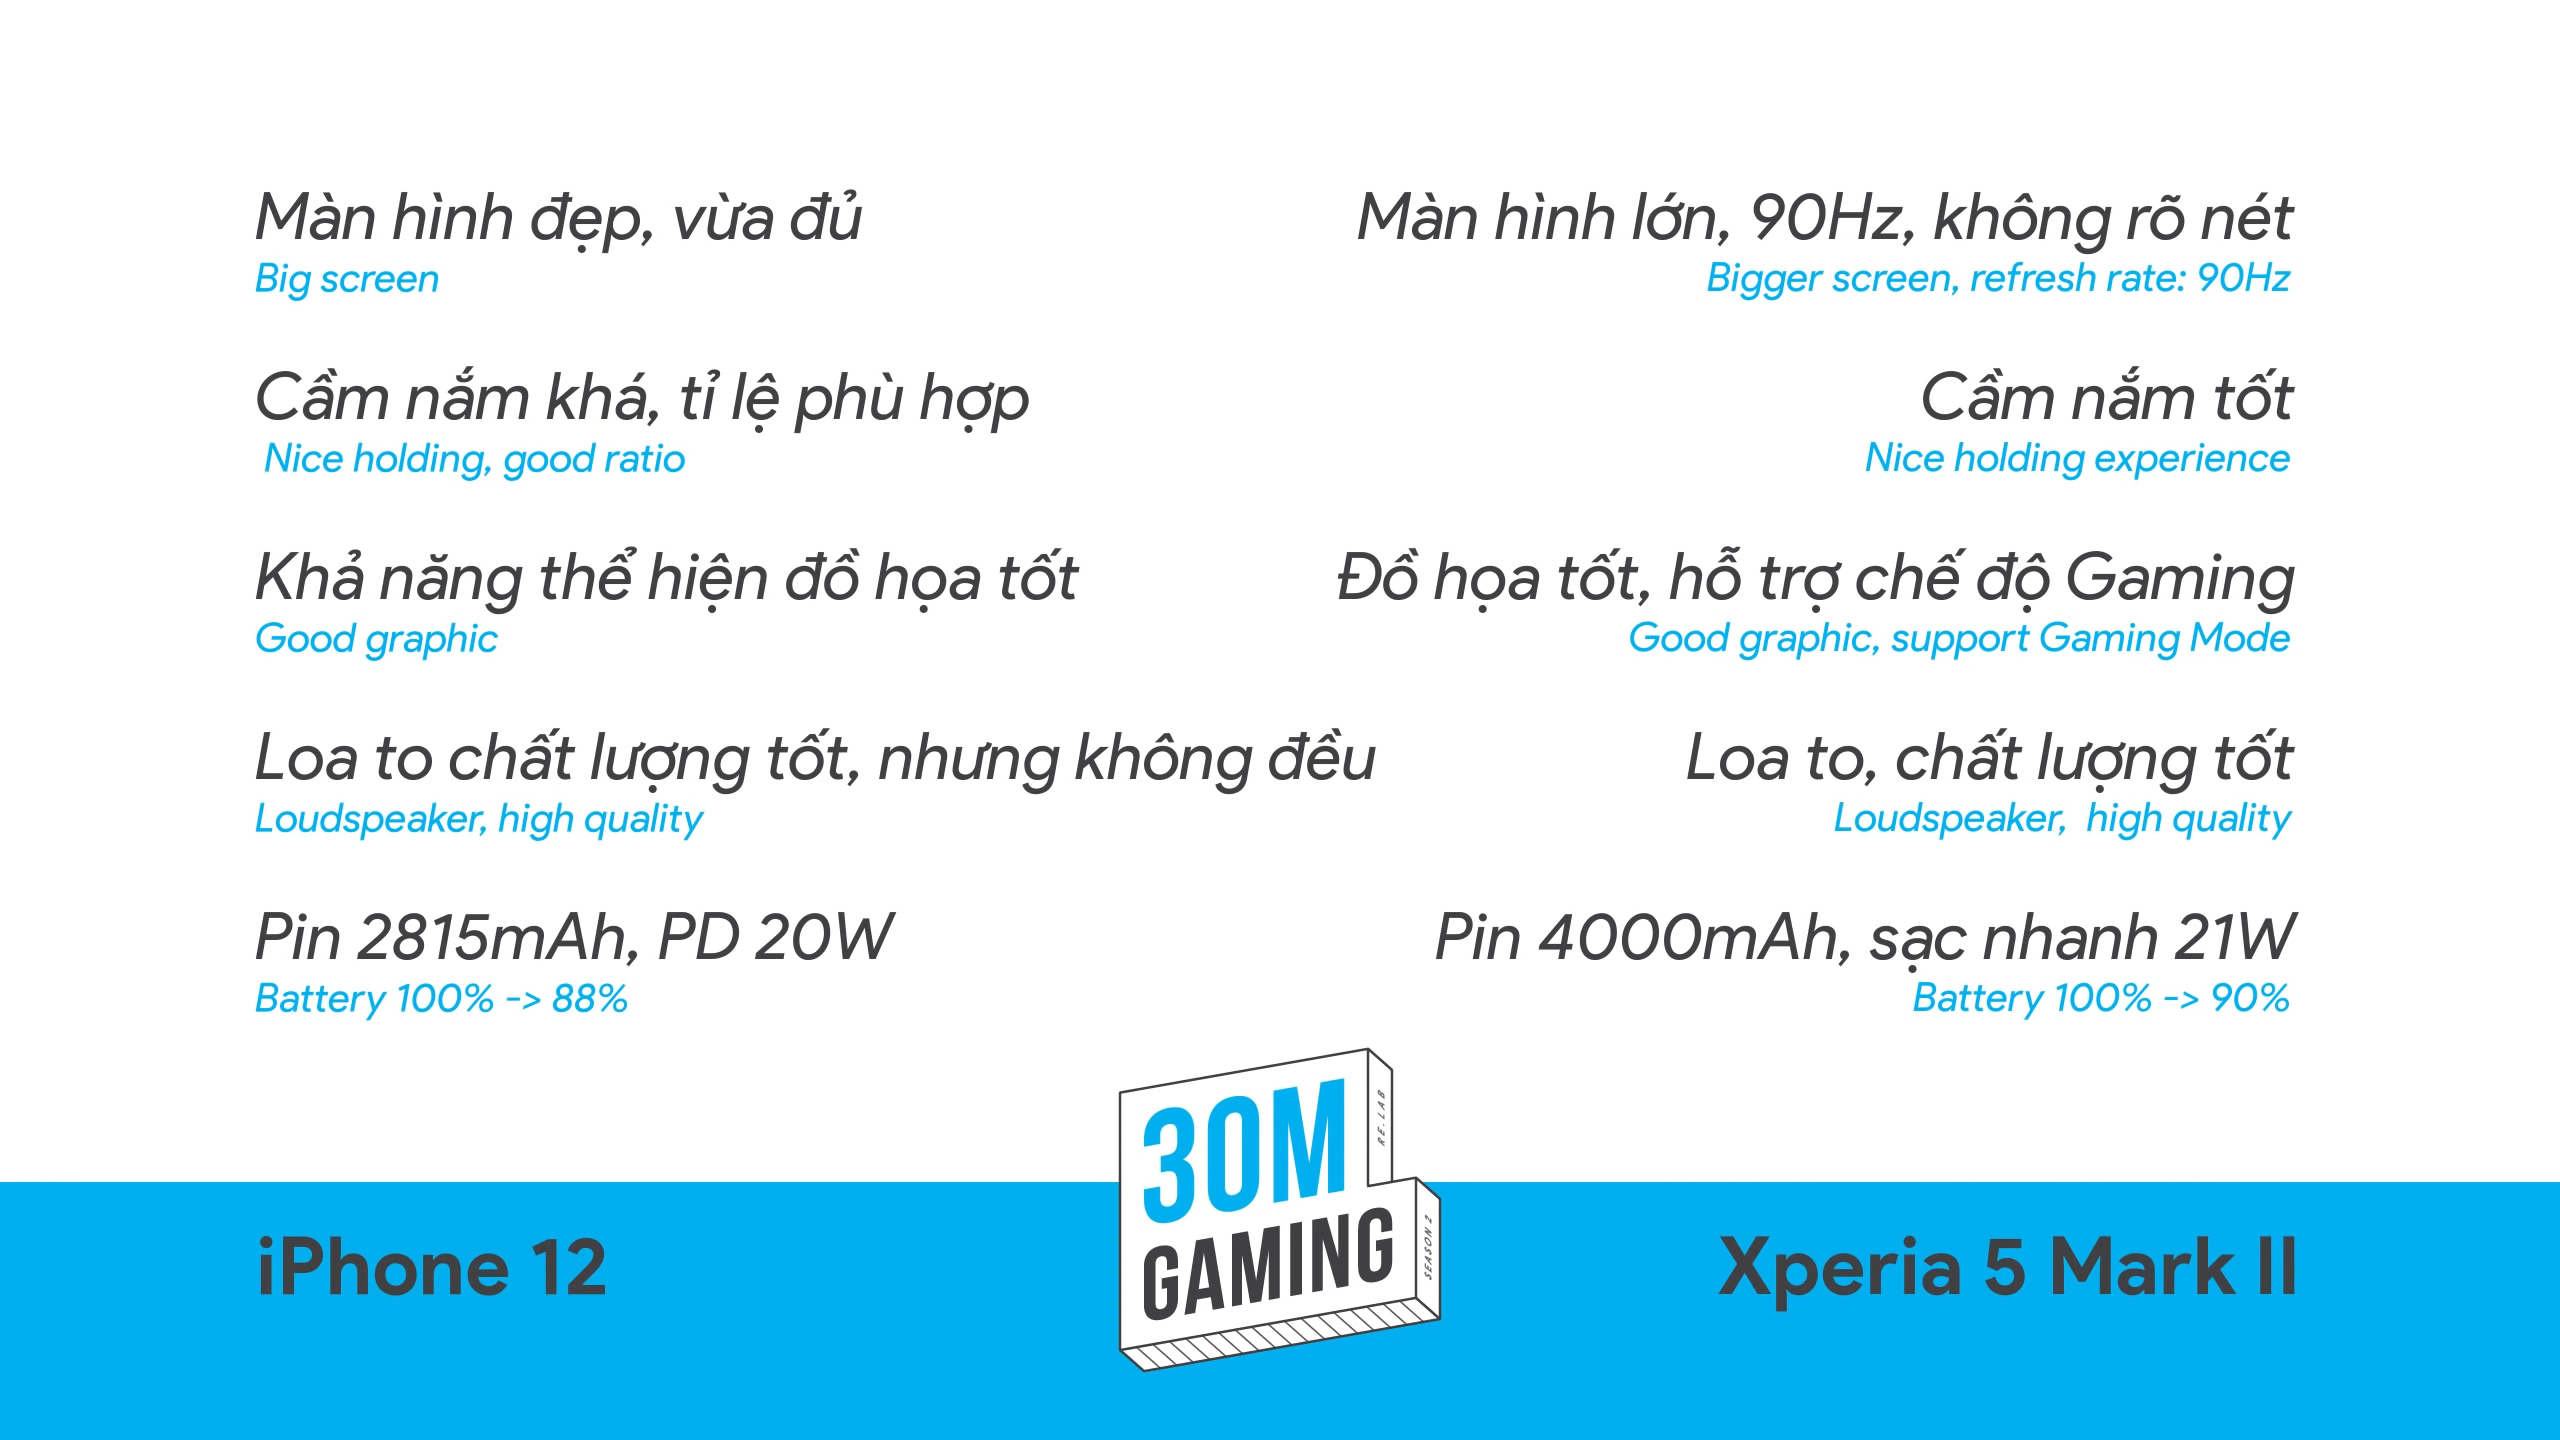 Màn hình đẹp, vừa đủ
Big screen
Cầm nắm khá, tỉ lệ phù hợp
Nice holding, good ratio
Khả năng thể hiện đồ họa tốt
Good graphic
Loa to chất lượng tốt, nhưng không đều
Loudspeaker, high quality
Pin 2815mAh, PD 20W
Battery 100% -> 88%
Màn hình lớn, 90Hz, không rõ nét
Bigger screen, refresh rate: 90Hz
Cầm nắm tốt
Nice holding experience
Đồ họa tốt, hỗ trợ chế độ Gaming
Good graphic, support Gaming Mode
Loa to, chất lượng tốt
Loudspeaker, high quality
Pin 4000mAh, sạc nhanh 21W
Battery 100% -> 90%
iPhone 12
30M
GAMING
RE.LAB
SEASON 2
Xperia 5 Mark II